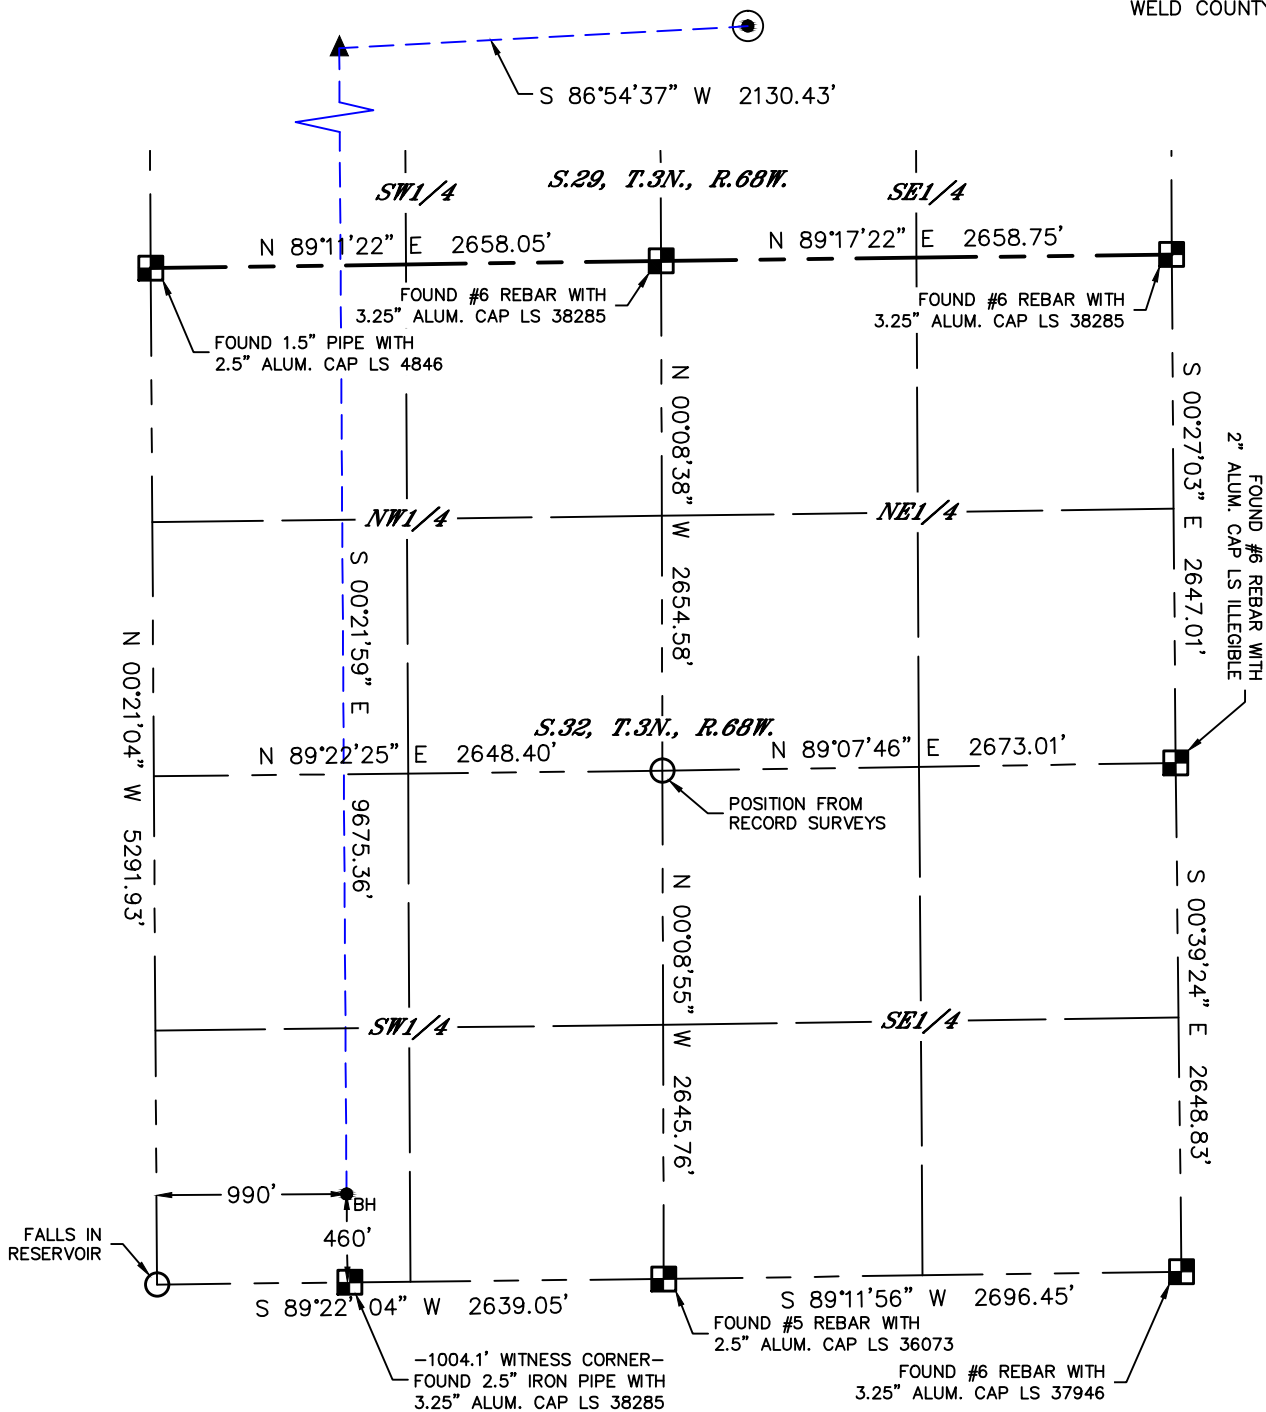 WELD COUNTY
S 86°54'37" W 2130.43'
SW1/4
S.29, T.3N., R.68W.
SE1/4
N 89°11'22" E 2658.05'
N 89°17'22" E 2658.75'
FOUND #6 REBAR WITH
3.25" ALUM. CAP LS 38285
FOUND #6 REBAR WITH
3.25" ALUM. CAP LS 38285
FOUND 1.5" PIPE WITH
2.5" ALUM. CAP LS 4846
N 00°08'38" W 2654.58'
S 00°27'03" E 2647.01'
FOUND #6 REBAR WITH
2" ALUM. CAP LS ILLEGIBLE
NW1/4
NE1/4
S 00°21'59" E 9675.36'
N 00°21'04" W 5291.93'
S.32, T.3N., R.68W.
N 89°22'25" E 2648.40'
N 89°07'46" E 2673.01'
POSITION FROM
RECORD SURVEYS
N 00°08'55" W 2645.76'
S 00°39'24" E 2648.83'
SW1/4
SE1/4
990'
BH
460'
FALLS IN
RESERVOIR
S 89°22'04" W 2639.05'
S 89°11'56" W 2696.45'
FOUND #5 REBAR WITH
2.5" ALUM. CAP LS 36073
-1004.1' WITNESS CORNER-
FOUND 2.5" IRON PIPE WITH
3.25" ALUM. CAP LS 38285
FOUND #6 REBAR WITH
3.25" ALUM. CAP LS 37946